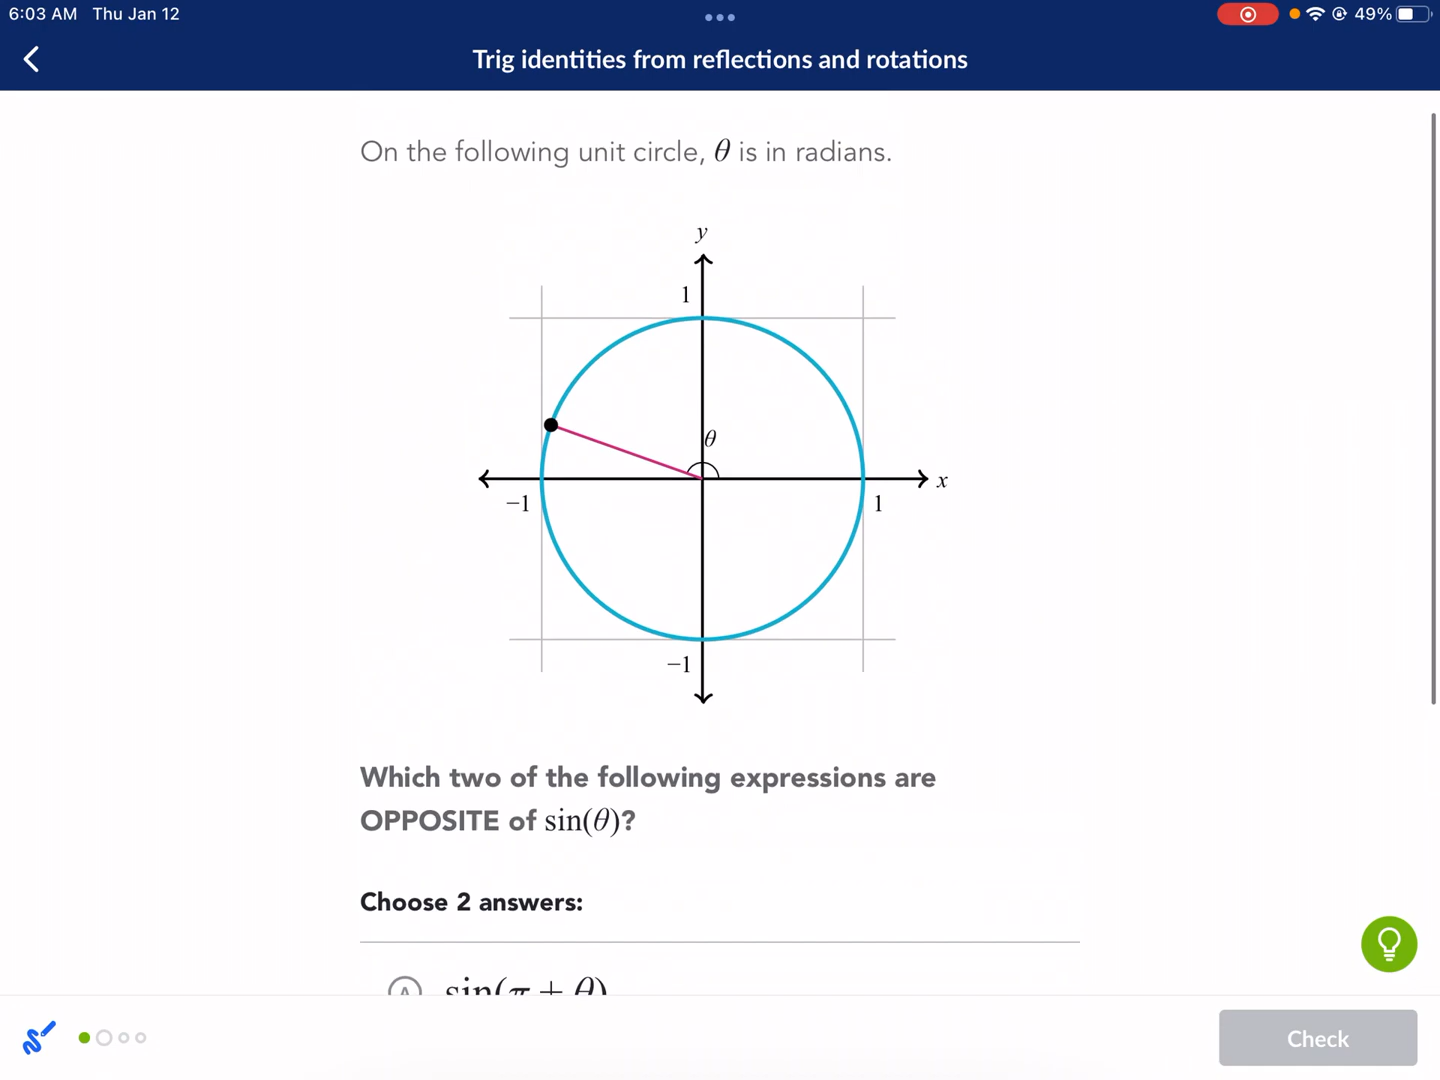 6:03 AM Thu Jan 12
49%
Trig identities from reflections and rotations
On the following unit circle, θ is in radians.
y
1
θ
x
−1
1
−1
Which two of the following expressions are
OPPOSITE of sin(θ)?
Choose 2 answers:
A sin(π + θ)
Check